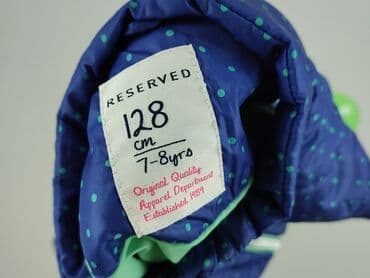 RESERVED
128
cm
7-8yrs
Original Quality
Apparel Department
Established 1989